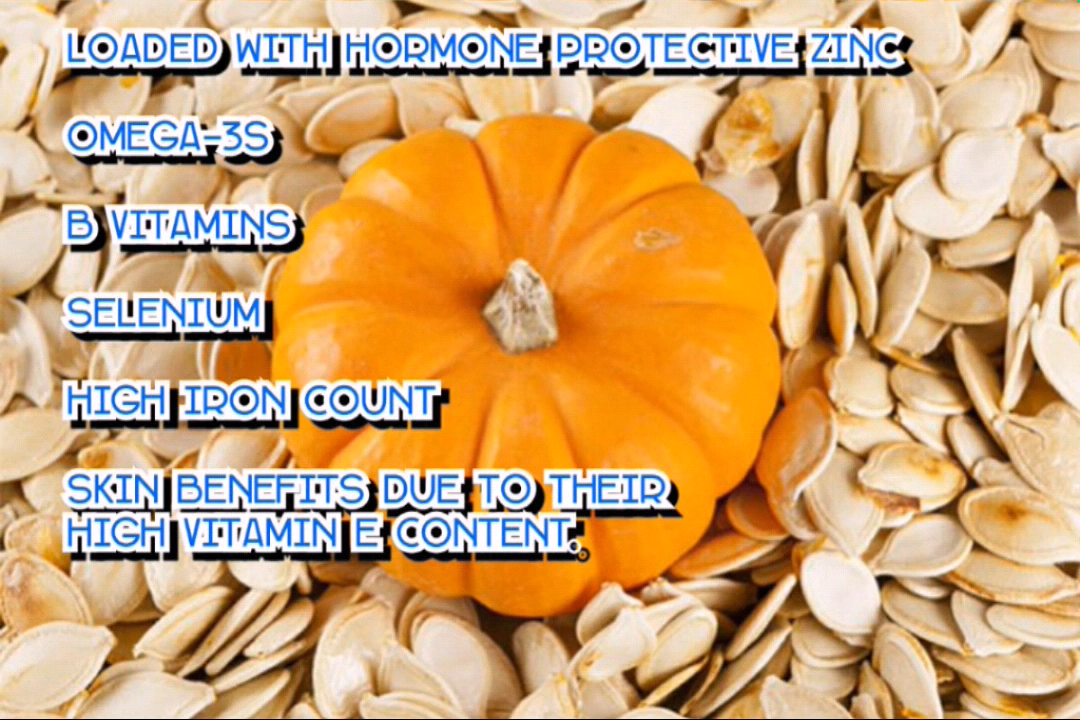 LOADED WITH HORMONE PROTECTIVE ZINC
OMEGA-3S
B VITAMINS
SELENIUM
HIGH IRON COUNT
SKIN BENEFITS DUE TO THEIR
HIGH VITAMIN E CONTENT.